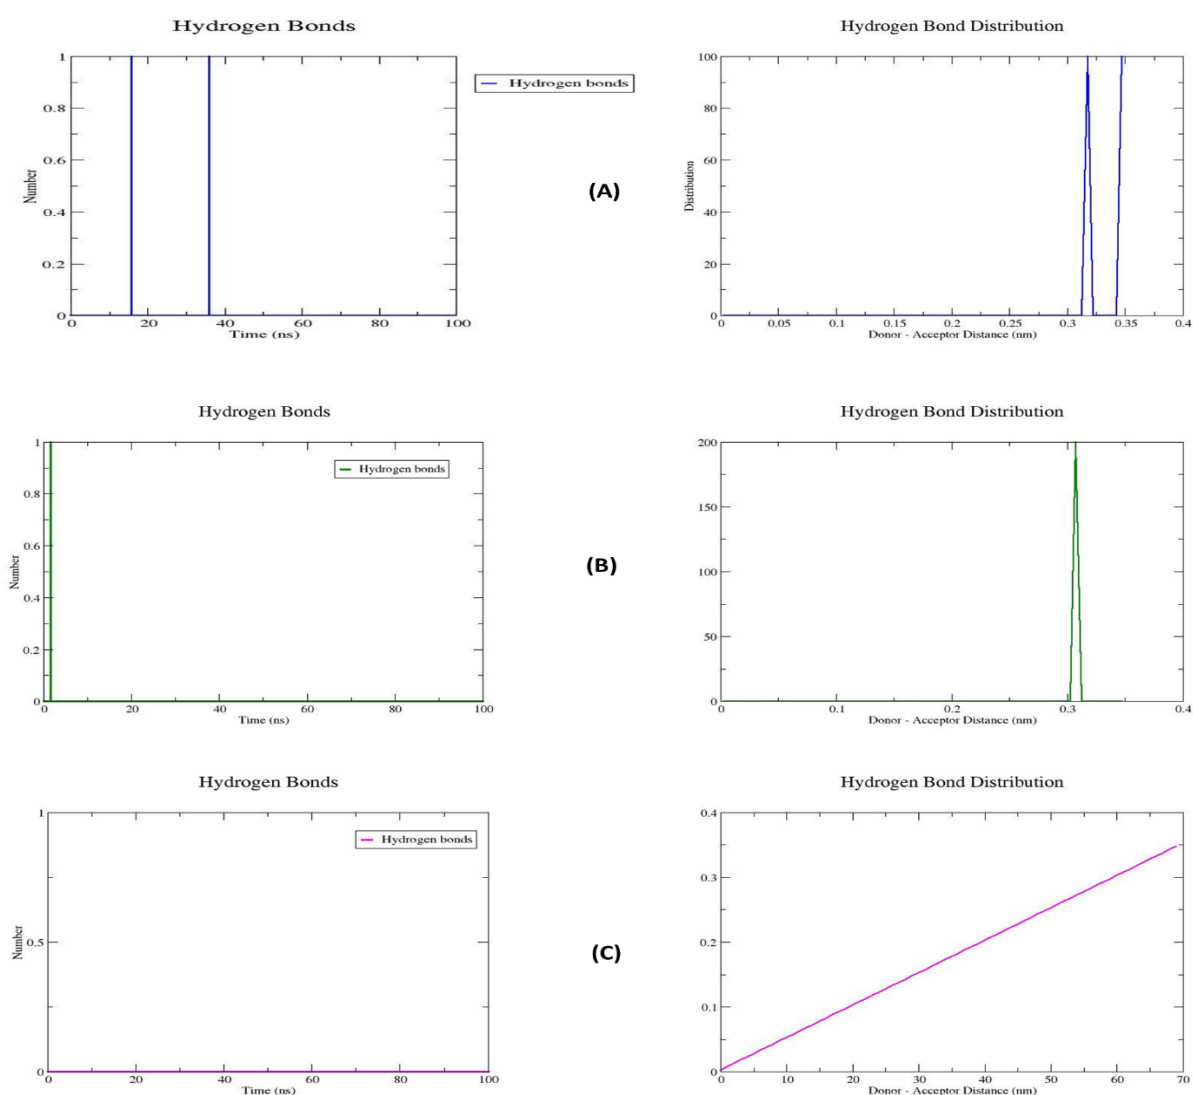 Hydrogen Bonds
1
0.8
0.6
0.4
0.2
0
Number
0 20 40 60 80 100
Time (ns)
Hydrogen bonds
(A)
Hydrogen Bond Distribution
100
80
60
40
20
0
Distribution
0 0.05 0.1 0.15 0.2 0.25 0.3 0.35 0.4
Donor - Acceptor Distance (nm)
Hydrogen Bonds
1
0.8
0.6
0.4
0.2
0
Number
0 20 40 60 80 100
Time (ns)
Hydrogen bonds
(B)
Hydrogen Bond Distribution
200
150
100
50
0
0 0.1 0.2 0.3 0.4
Donor - Acceptor Distance (nm)
Hydrogen Bonds
1
0.5
0
Number
0 20 40 60 80 100
Time (ns)
Hydrogen bonds
(C)
Hydrogen Bond Distribution
0.4
0.3
0.2
0.1
0
0 10 20 30 40 50 60 70
Donor - Acceptor Distance (nm)